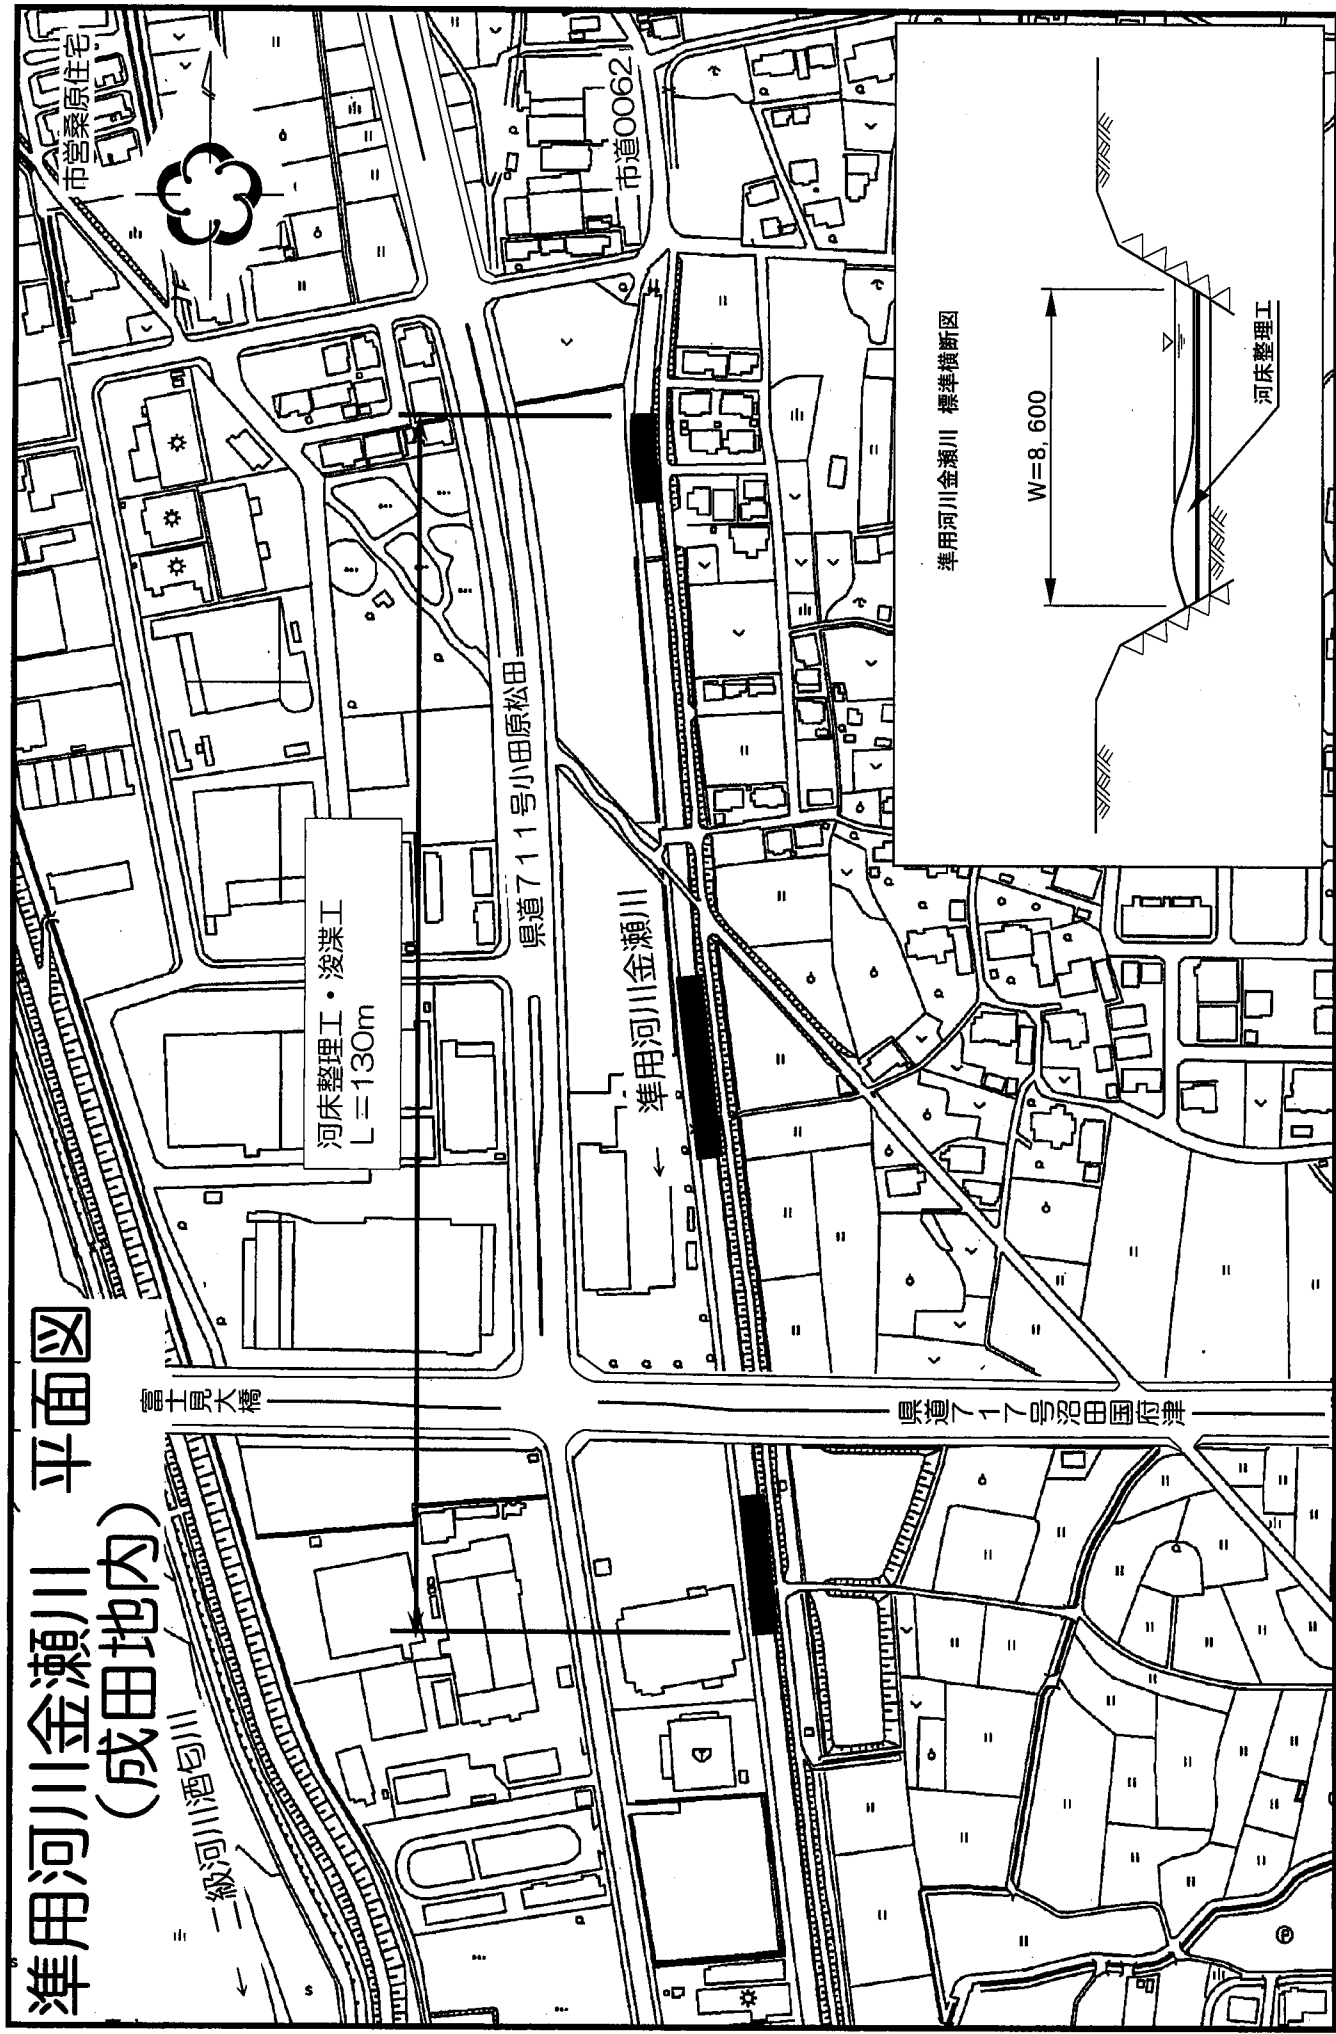 準用河川金瀬川 平面図
(成田地内)
二級河川酒匂川
富士見大橋
市営桑原住宅
河床整理工・浚渫工
L=130m
県道711号小田原松田
準用河川金瀬川
市道0062
県道717号沼田国府津
準用河川金瀬川 標準横断図
W=8,600
河床整理工